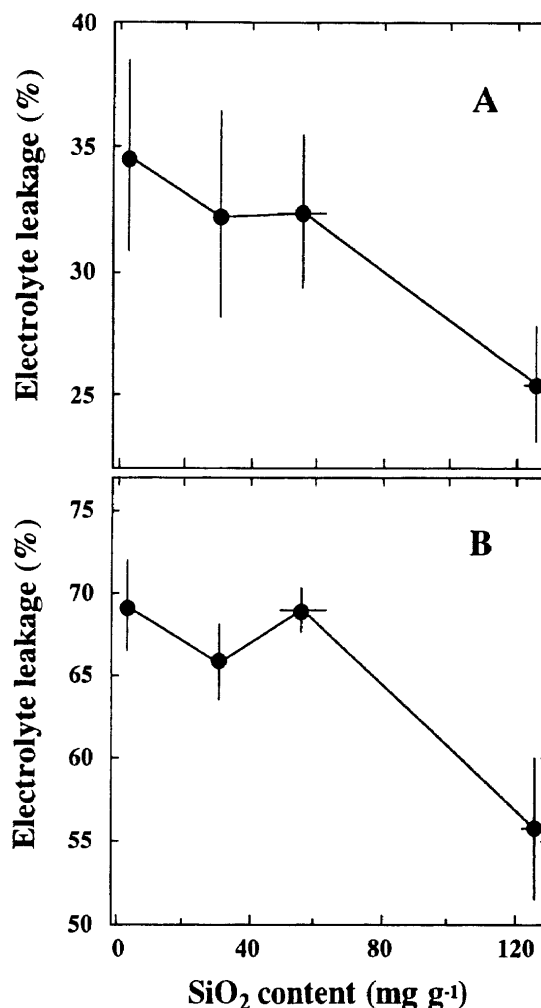 40
A
35
30
25
Electrolyte leakage (%)
75
B
70
65
60
55
50
Electrolyte leakage (%)
0 40 80 120
SiO₂ content (mg g⁻¹)